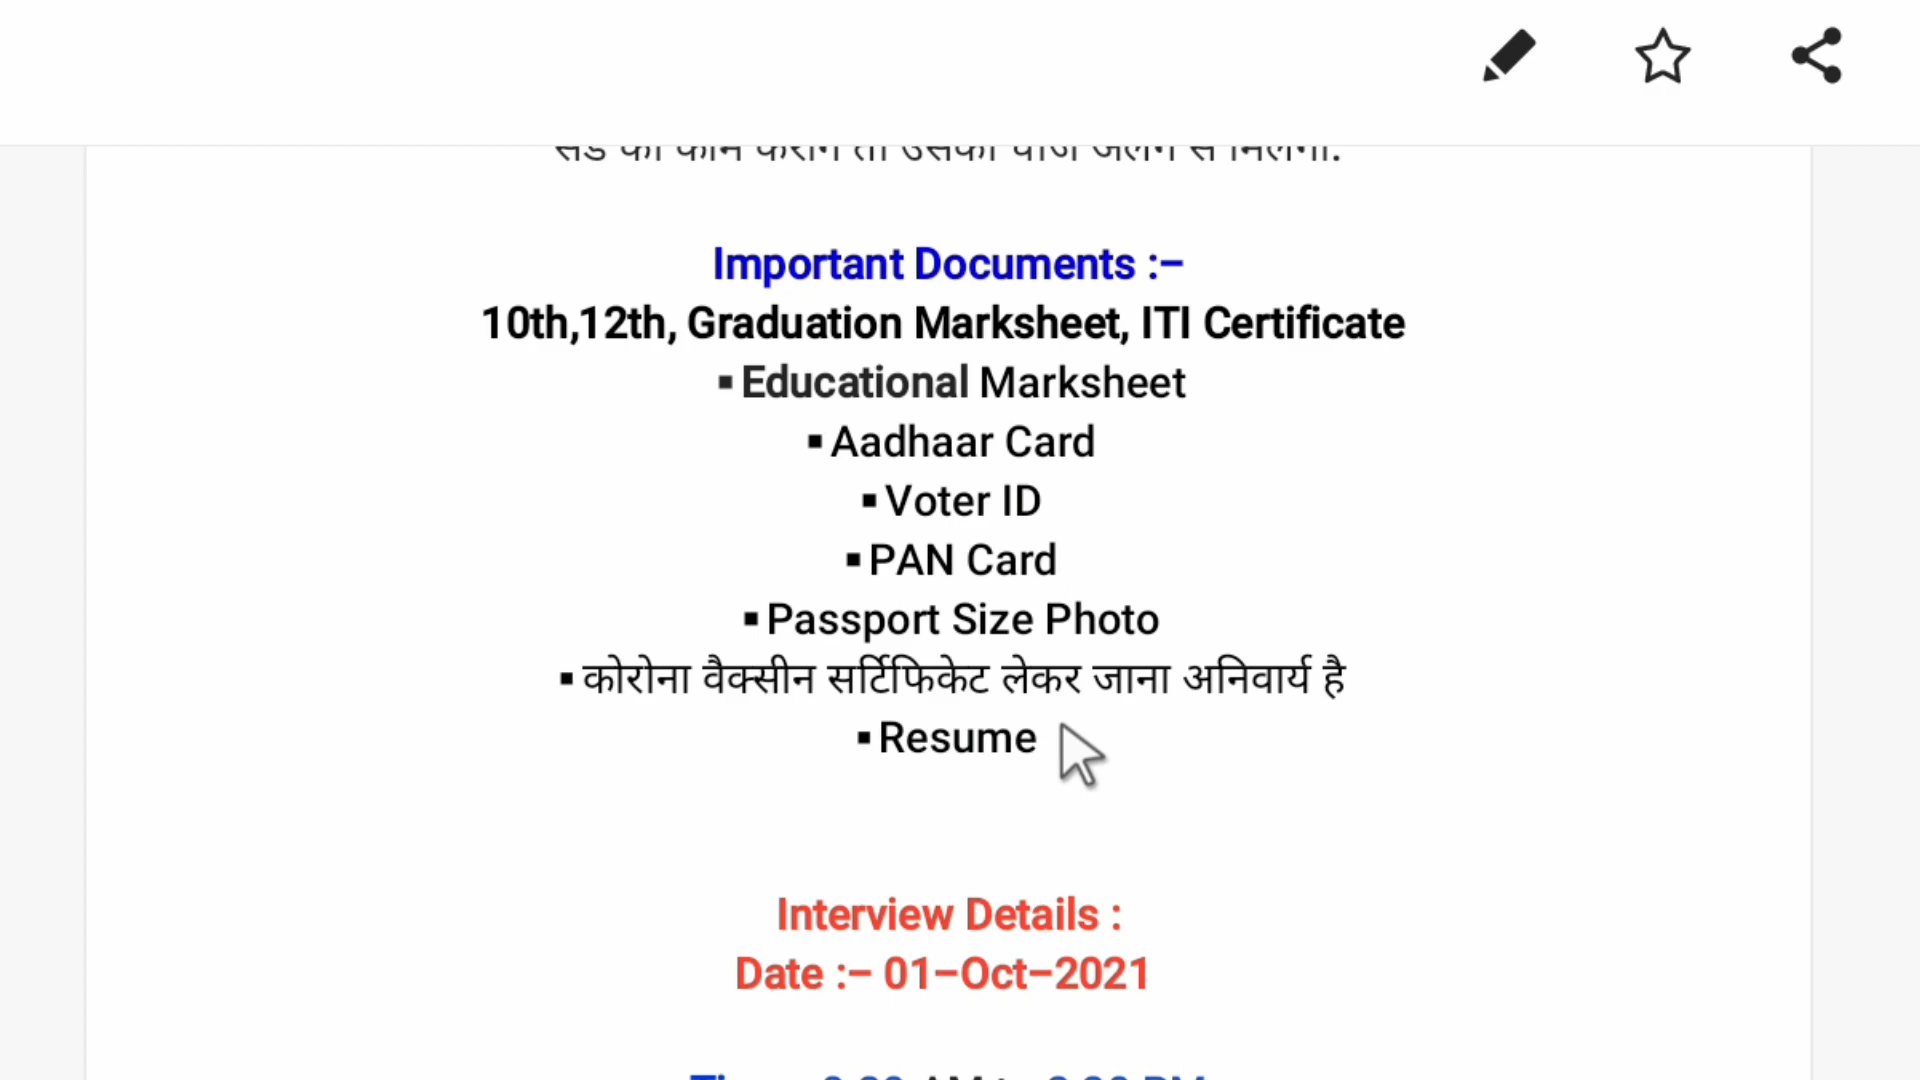 Important Documents :–
10th,12th, Graduation Marksheet, ITI Certificate
▪Educational Marksheet
▪Aadhaar Card
▪Voter ID
▪PAN Card
▪Passport Size Photo
▪कोरोना वैक्सीन सर्टिफिकेट लेकर जाना अनिवार्य है
▪Resume
Interview Details :
Date :– 01–Oct–2021